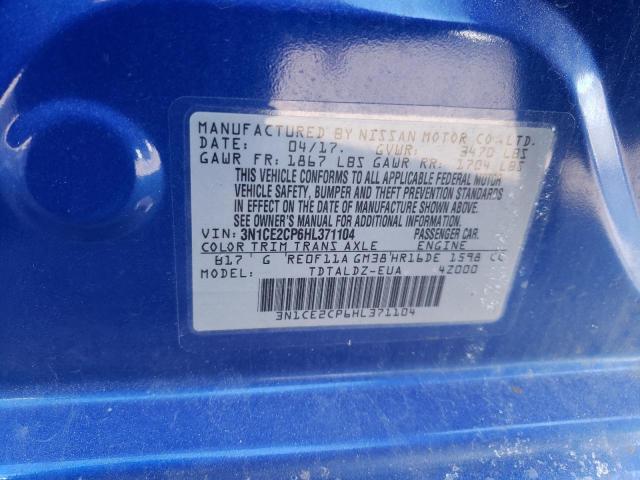 MANUFACTURED BY NISSAN MOTOR CO.,LTD.
DATE: 04/17. GVWR: 3470 LBS
GAWR FR: 1867 LBS GAWR RR: 1704 LBS
THIS VEHICLE CONFORMS TO ALL APPLICABLE FEDERAL MOTOR
VEHICLE SAFETY, BUMPER AND THEFT PREVENTION STANDARDS
IN EFFECT ON THE DATE OF MANUFACTURE SHOWN ABOVE.
SEE OWNER'S MANUAL FOR ADDITIONAL INFORMATION.
VIN: 3N1CE2CP6HL371104 PASSENGER CAR.
COLOR TRIM TRANS AXLE ENGINE
B17 G RE0F11A GM38 HR16DE 1598 CC
MODEL: TDTALDZ-EUA 4Z000
3N1CE2CP6HL371104